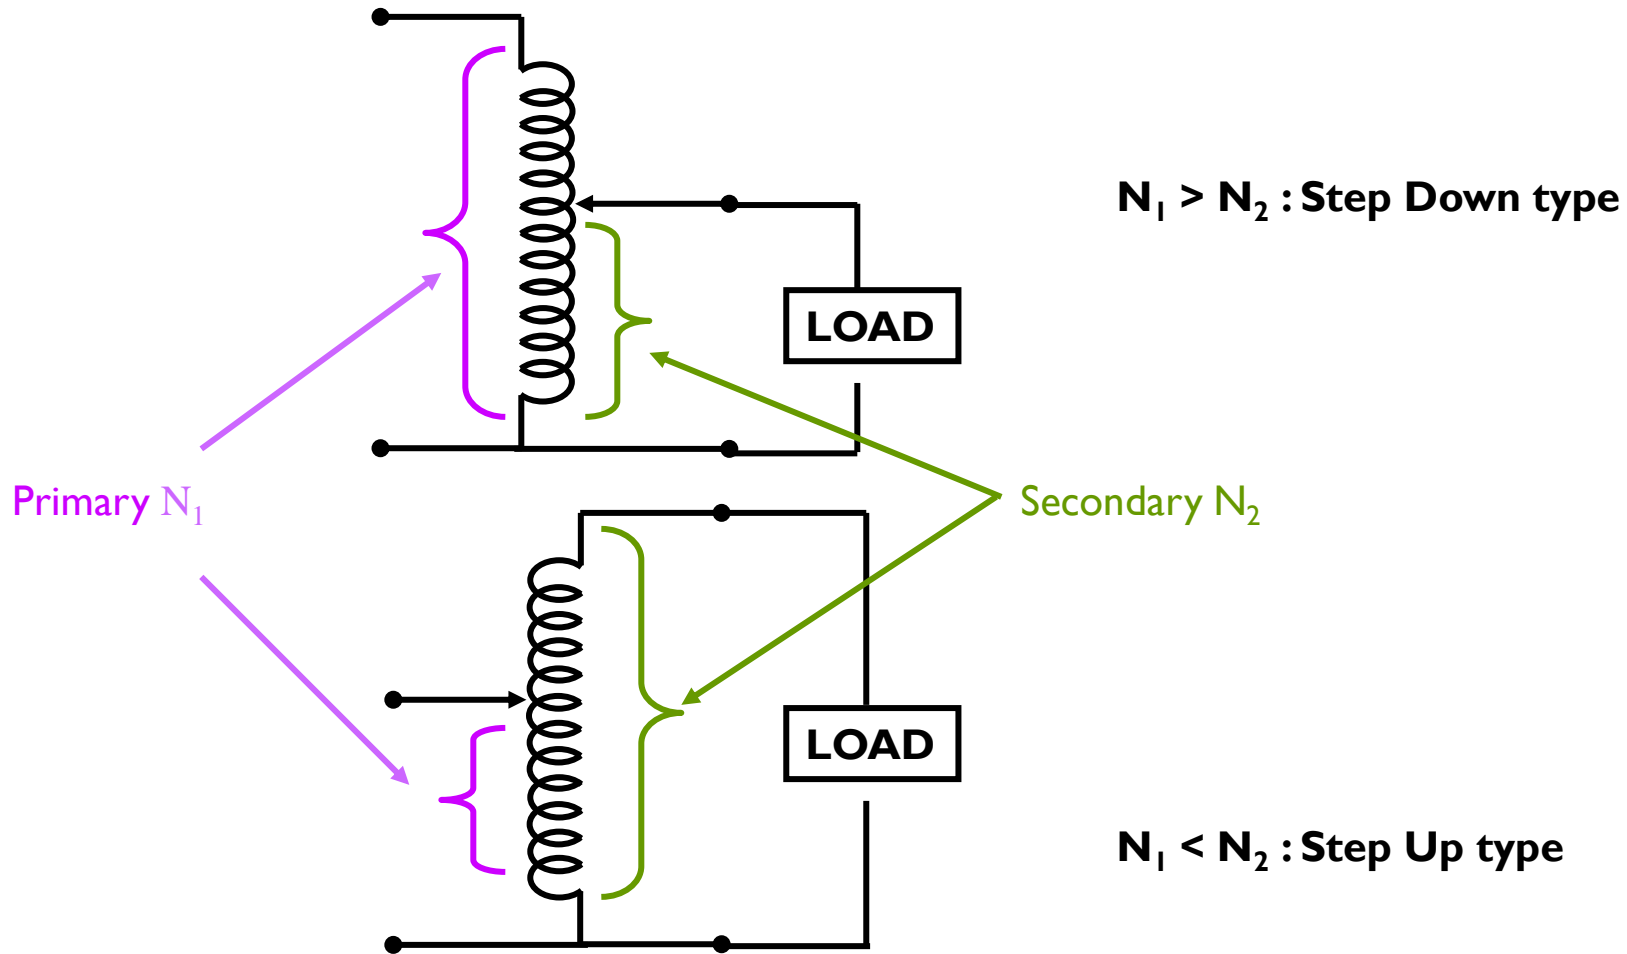 N₁ > N₂ : Step Down type
LOAD
Primary N₁
Secondary N₂
LOAD
N₁ < N₂ : Step Up type